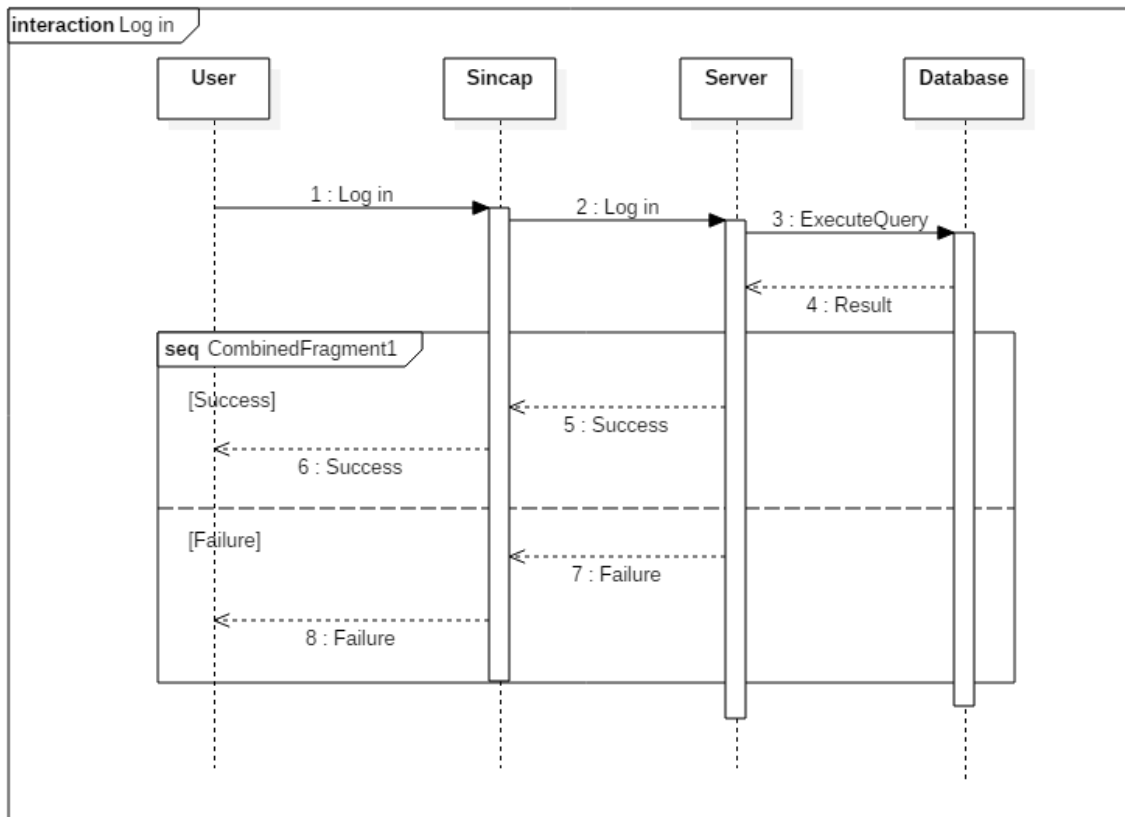 interaction Log in
User
Sincap
Server
Database
1 : Log in
2 : Log in
3 : ExecuteQuery
4 : Result
seq CombinedFragment1
[Success]
5 : Success
6 : Success
[Failure]
7 : Failure
8 : Failure